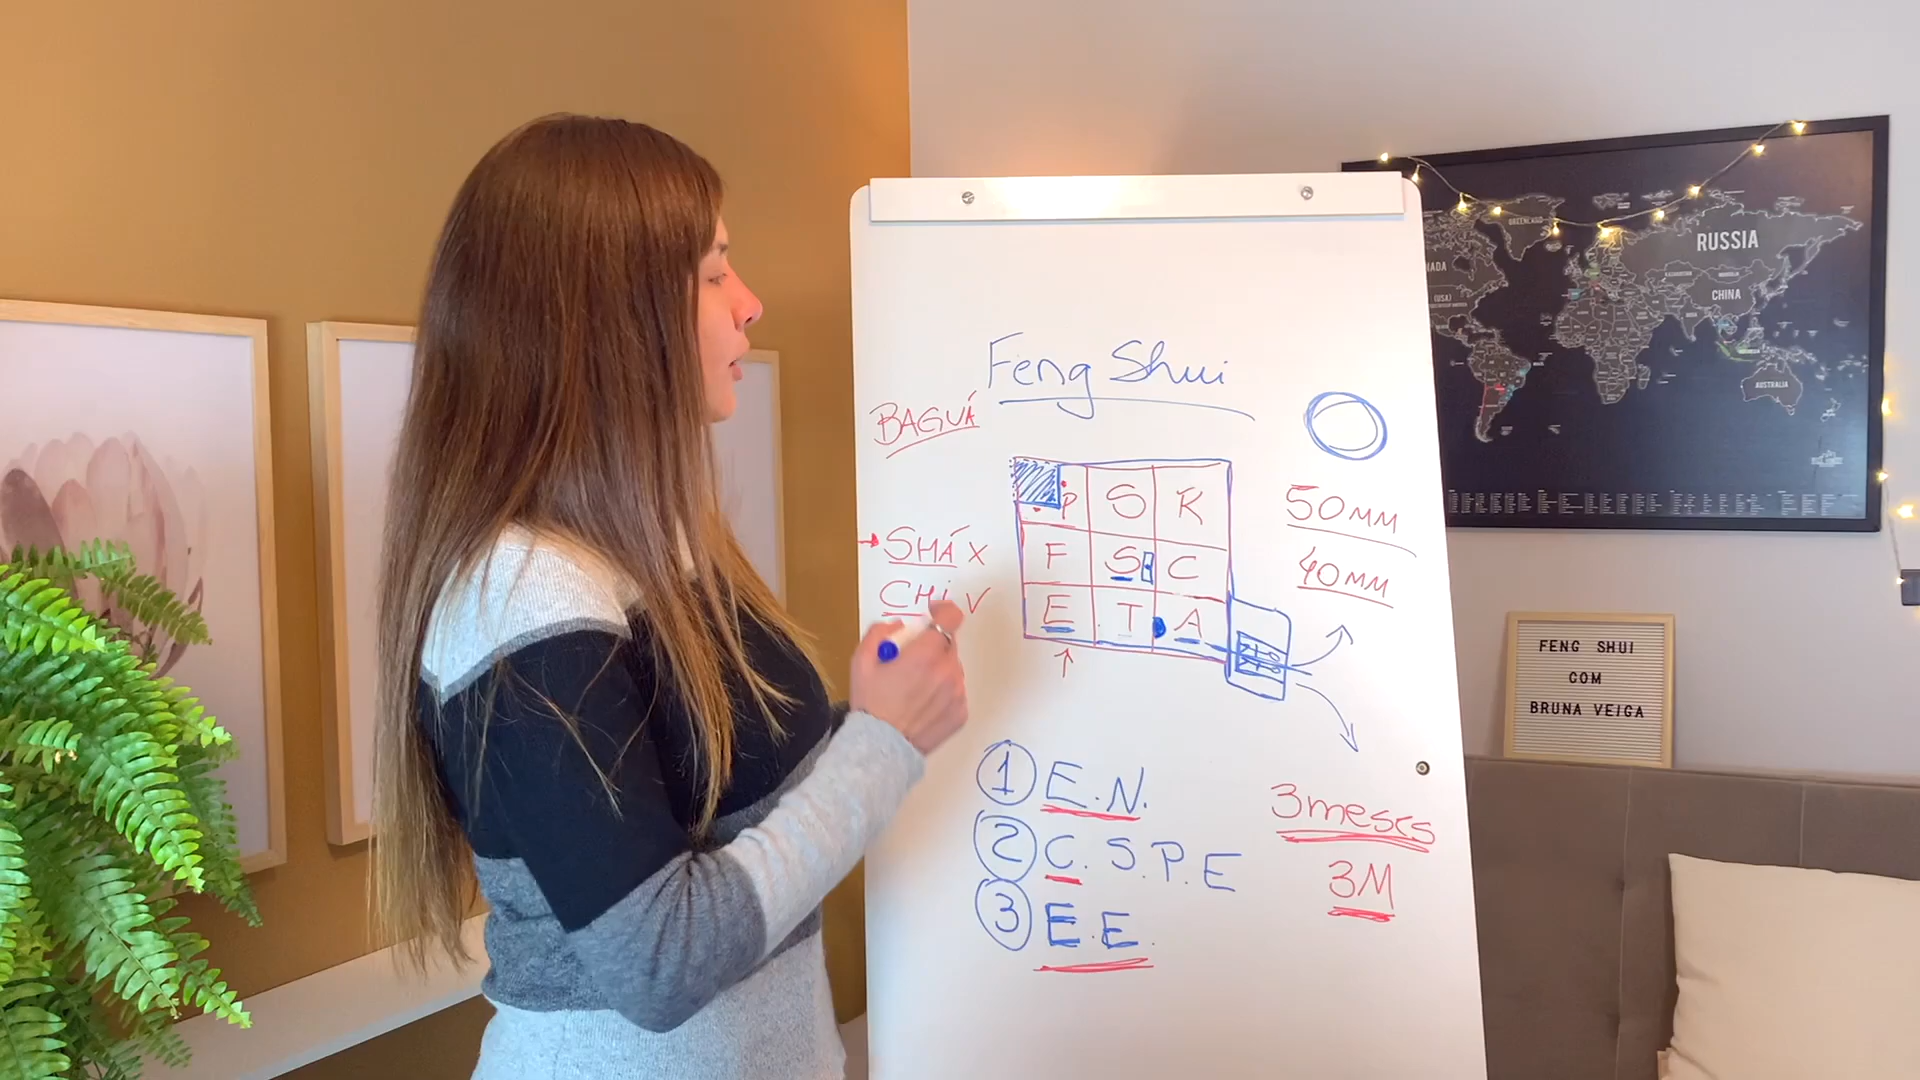 Feng Shui
BAGUÁ
P S R
F S C
E T A
SHÁ X
CHI V
50MM
40MM
1 E.N.
2 C.S.P.E
3 E.E.
3meses
3M
GREENLAND
RUSSIA
CHINA
AUSTRALIA
FENG SHUI
COM
BRUNA VEIGA